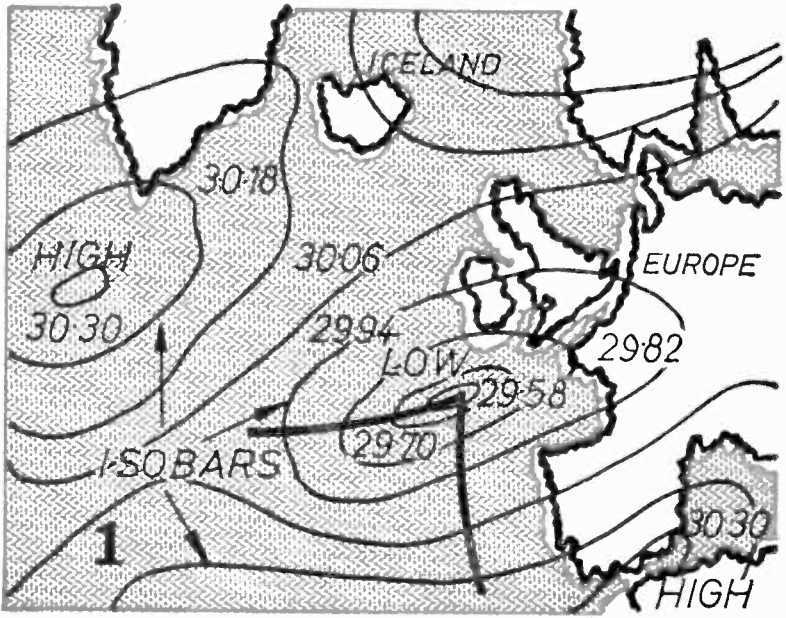 ICELAND
30·18
HIGH
30·06
EUROPE
30·30
29·94
29·82
LOW
29·58
29·70
ISOBARS
1
30·30
HIGH